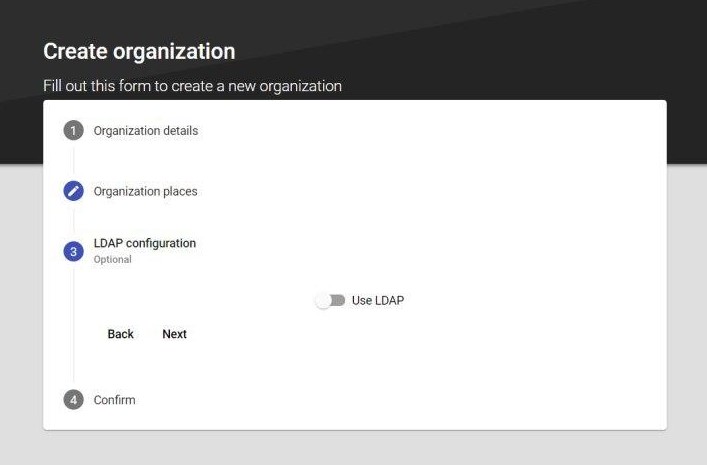 Create organization
Fill out this form to create a new organization
1 Organization details
Organization places
3 LDAP configuration
Optional
Use LDAP
Back Next
4 Confirm